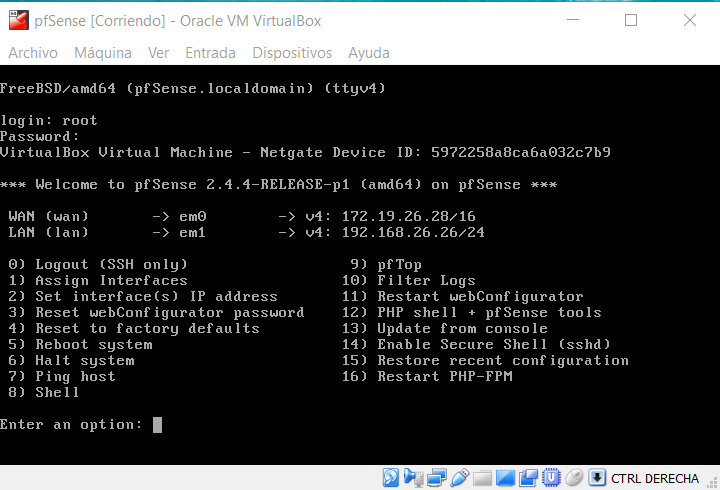 pfSense [Corriendo] - Oracle VM VirtualBox
Archivo Máquina Ver Entrada Dispositivos Ayuda
FreeBSD/amd64 (pfSense.localdomain) (ttyv4)
login: root
Password:
VirtualBox Virtual Machine - Netgate Device ID: 5972258a8ca6a032c7b9
*** Welcome to pfSense 2.4.4-RELEASE-p1 (amd64) on pfSense ***
WAN (wan) -> em0 -> v4: 172.19.26.28/16
LAN (lan) -> em1 -> v4: 192.168.26.26/24
0) Logout (SSH only) 9) pfTop
1) Assign Interfaces 10) Filter Logs
2) Set interface(s) IP address 11) Restart webConfigurator
3) Reset webConfigurator password 12) PHP shell + pfSense tools
4) Reset to factory defaults 13) Update from console
5) Reboot system 14) Enable Secure Shell (sshd)
6) Halt system 15) Restore recent configuration
7) Ping host 16) Restart PHP-FPM
8) Shell
Enter an option:
CTRL DERECHA